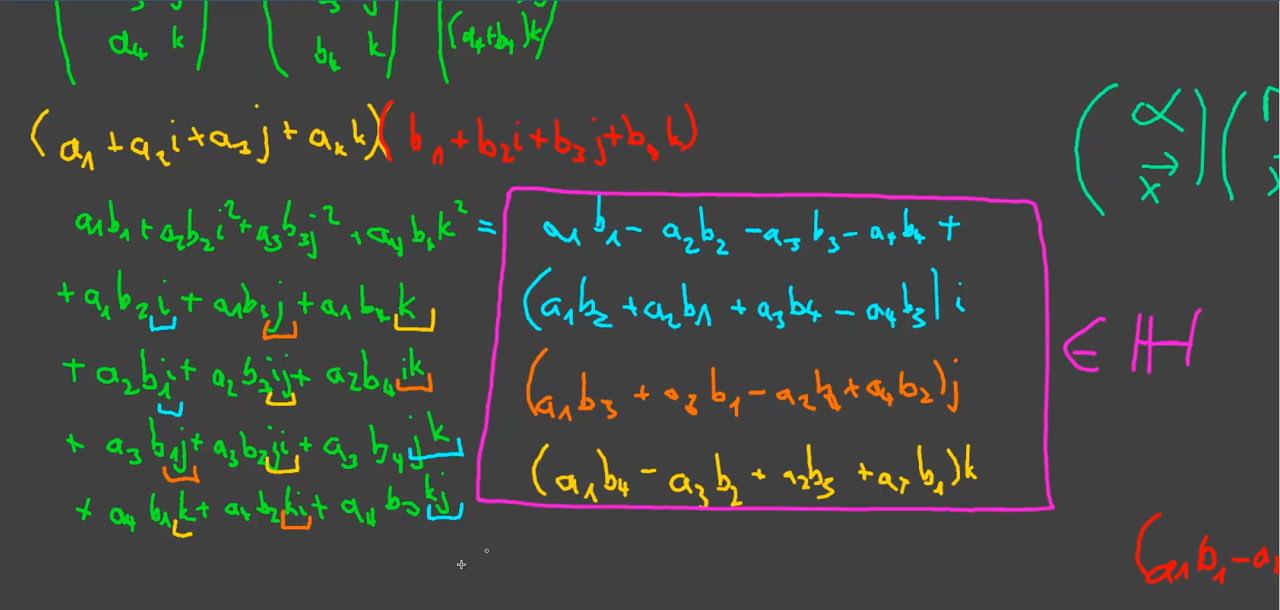 a₄ k b₄ k (a₄+b₄)k
(a₁+a₂i+a₃j+a₄k)(b₁+b₂i+b₃j+b₄k)
(α x⃗)(
a₁b₁+a₂b₂i²+a₃b₃j²+a₄b₄k² = a₁b₁-a₂b₂-a₃b₃-a₄b₄+
+a₁b₂i+a₁b₃j+a₁b₄k (a₁b₂+a₂b₁+a₃b₄-a₄b₃)i
∈ ℍ
+a₂b₁i+a₂b₃ij+a₂b₄ik (a₁b₃+a₃b₁-a₂b₄+a₄b₂)j
+a₃b₁j+a₃b₂ji+a₃b₄jk
(a₁b₄-a₃b₂+a₂b₃+a₄b₁)k
+a₄b₁k+a₄b₂ki+a₄b₃kj
(a₁b₁-a₂